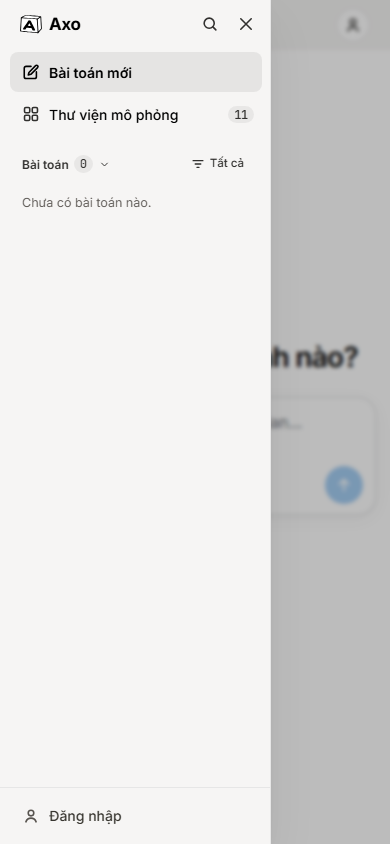 Axo
Bài toán mới
Thư viện mô phỏng 11
Bài toán 0 Tất cả
Chưa có bài toán nào.
nào?
Đăng nhập